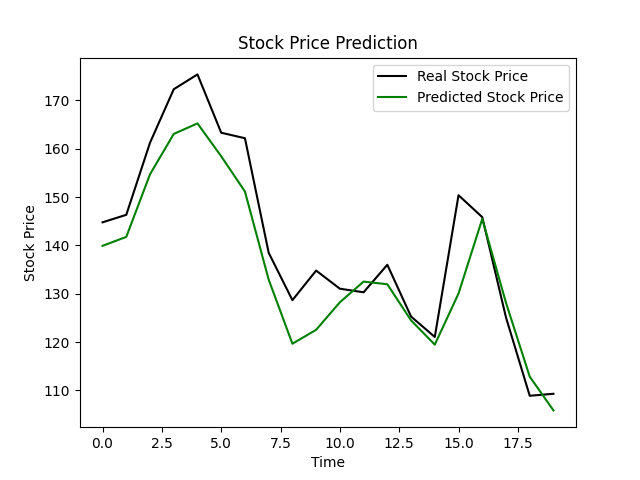 Stock Price Prediction
Real Stock Price
Predicted Stock Price
Stock Price
170
160
150
140
130
120
110
0.0 2.5 5.0 7.5 10.0 12.5 15.0 17.5
Time